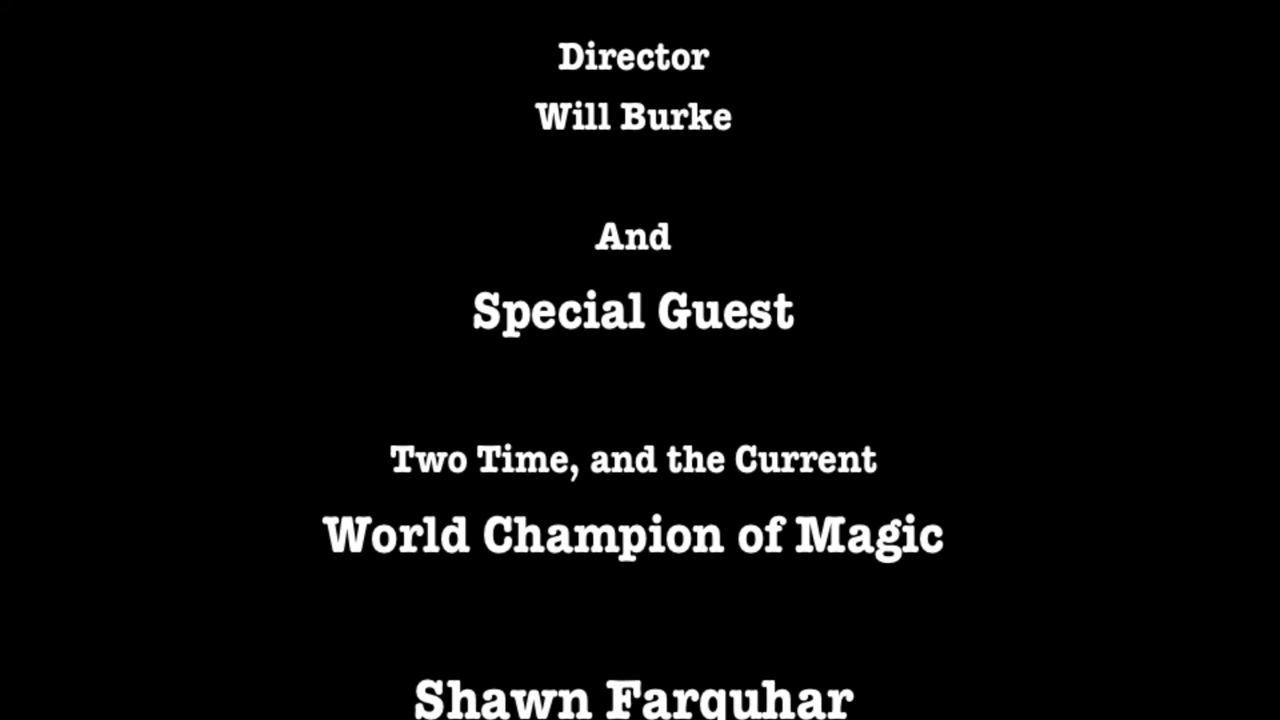 Director
Will Burke
And
Special Guest
Two Time, and the Current
World Champion of Magic
Shawn Farquhar